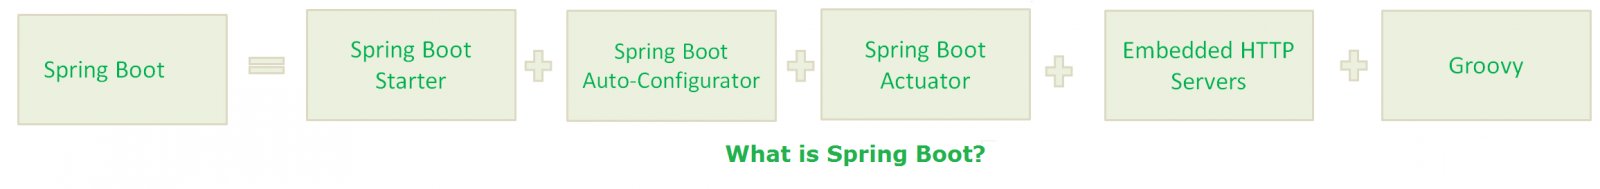 Spring Boot
Spring Boot
Starter
Spring Boot
Auto-Configurator
Spring Boot
Actuator
Embedded HTTP
Servers
Groovy
What is Spring Boot?